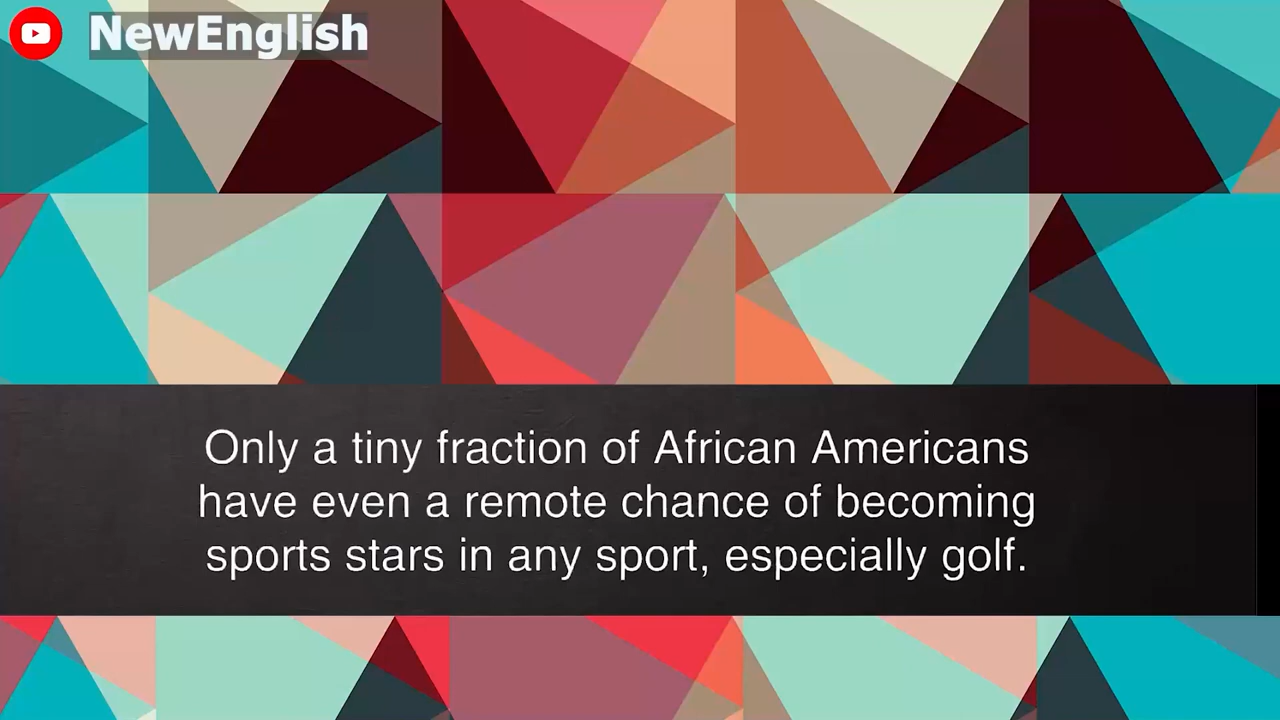 NewEnglish
Only a tiny fraction of African Americans
have even a remote chance of becoming
sports stars in any sport, especially golf.